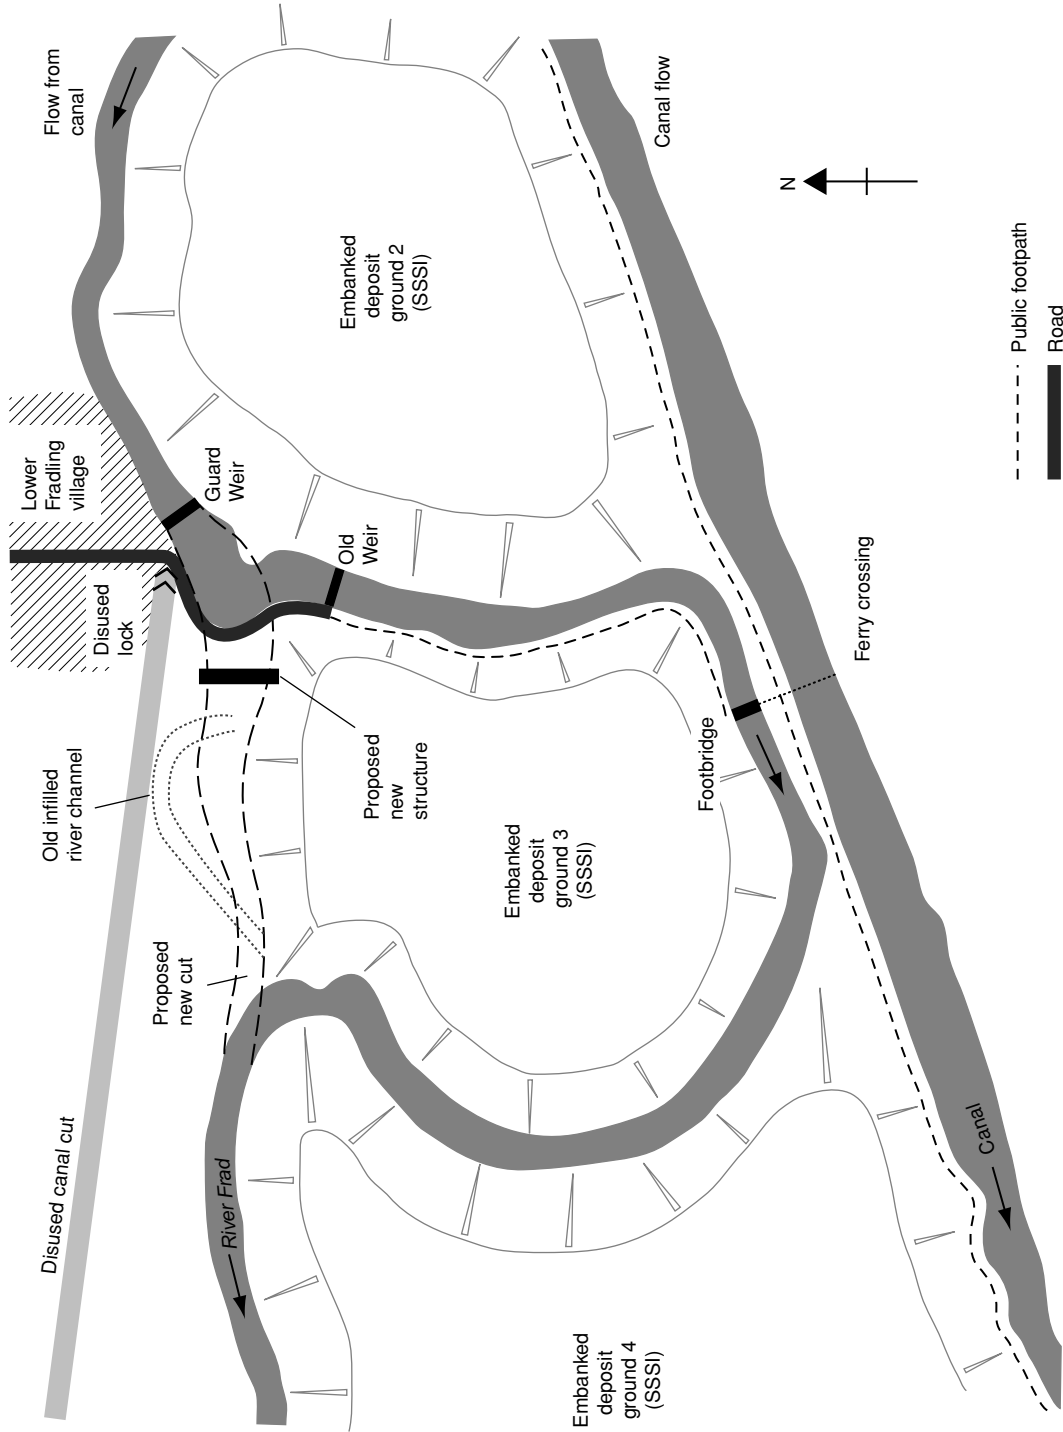 Flow from
canal
Canal flow
N
Embanked
deposit
ground 2
(SSSI)
Public footpath
Road
Lower
Fradling
village
Guard
Weir
Old
Weir
Disused
lock
Ferry crossing
Old infilled
river channel
Proposed
new
structure
Footbridge
Embanked
deposit
ground 3
(SSSI)
Proposed
new cut
Disused canal cut
River Frad
Canal
Embanked
deposit
ground 4
(SSSI)